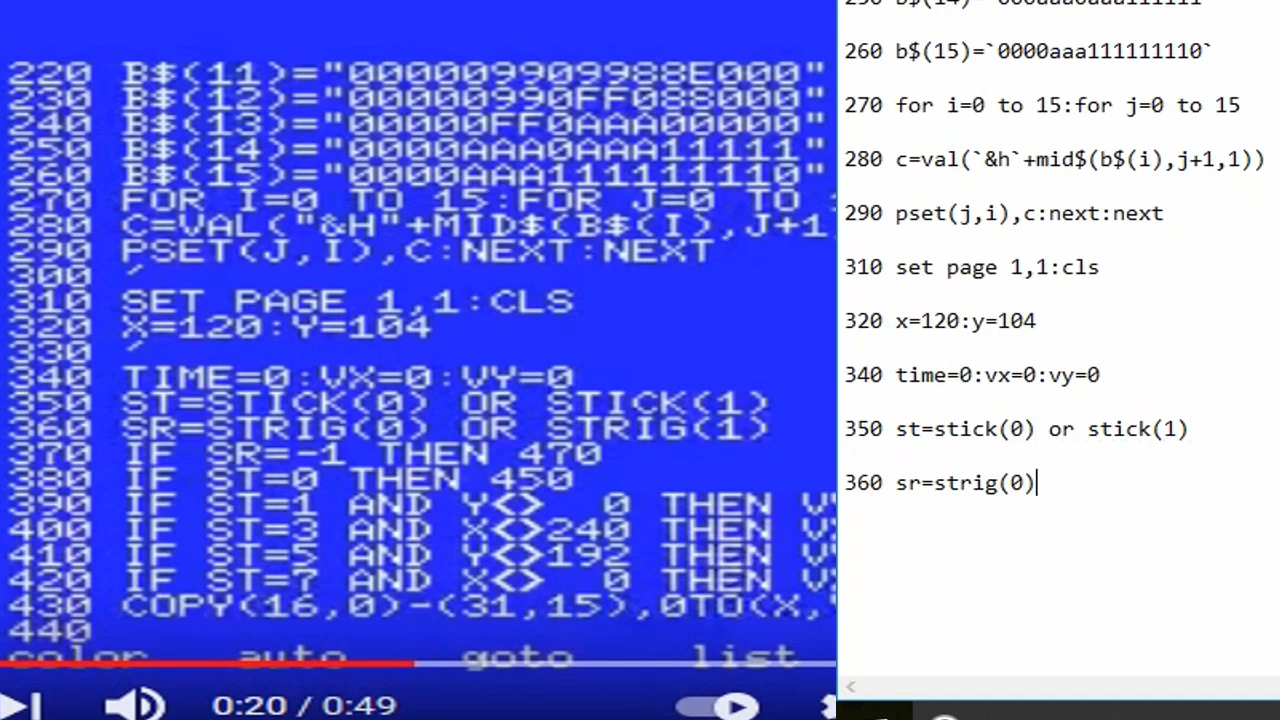 220 B$(11)="000009909988E000"
230 B$(12)="00000990FF088000"
240 B$(13)="00000FF0AAA00000"
250 B$(14)="0000AAA0AAA11111"
260 B$(15)="0000AAA111111110"
270 FOR I=0 TO 15:FOR J=0 TO
280 C=VAL("&H"+MID$(B$(I),J+1
290 PSET(J,I),C:NEXT:NEXT
300 '
310 SET PAGE 1,1:CLS
320 X=120:Y=104
330 '
340 TIME=0:VX=0:VY=0
350 ST=STICK(0) OR STICK(1)
360 SR=STRIG(0) OR STRIG(1)
370 IF SR=-1 THEN 470
380 IF ST=0 THEN 450
390 IF ST=1 AND Y<>  0 THEN V
400 IF ST=3 AND X<>240 THEN V
410 IF ST=5 AND Y<>192 THEN V
420 IF ST=7 AND X<>  0 THEN V
430 COPY(16,0)-(31,15),0TO(X,
440
color auto goto list
0:20 / 0:49
260 b$(15)=`0000aaa111111110`
270 for i=0 to 15:for j=0 to 15
280 c=val(`&h`+mid$(b$(i),j+1,1))
290 pset(j,i),c:next:next
310 set page 1,1:cls
320 x=120:y=104
340 time=0:vx=0:vy=0
350 st=stick(0) or stick(1)
360 sr=strig(0)